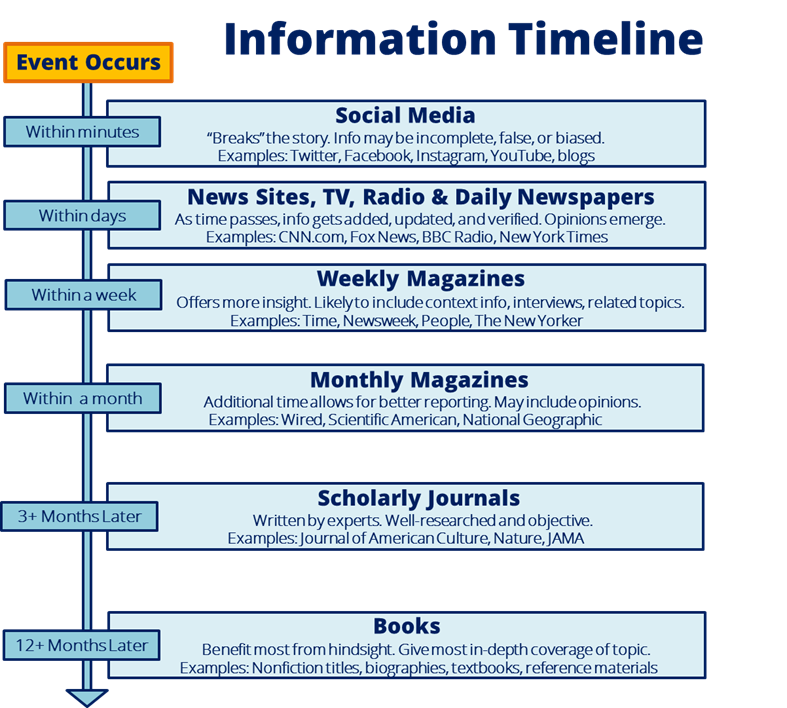 Information Timeline
Event Occurs
Within minutes
Social Media
“Breaks” the story. Info may be incomplete, false, or biased.
Examples: Twitter, Facebook, Instagram, YouTube, blogs
Within days
News Sites, TV, Radio & Daily Newspapers
As time passes, info gets added, updated, and verified. Opinions emerge.
Examples: CNN.com, Fox News, BBC Radio, New York Times
Within a week
Weekly Magazines
Offers more insight. Likely to include context info, interviews, related topics.
Examples: Time, Newsweek, People, The New Yorker
Within a month
Monthly Magazines
Additional time allows for better reporting. May include opinions.
Examples: Wired, Scientific American, National Geographic
3+ Months Later
Scholarly Journals
Written by experts. Well-researched and objective.
Examples: Journal of American Culture, Nature, JAMA
12+ Months Later
Books
Benefit most from hindsight. Give most in-depth coverage of topic.
Examples: Nonfiction titles, biographies, textbooks, reference materials